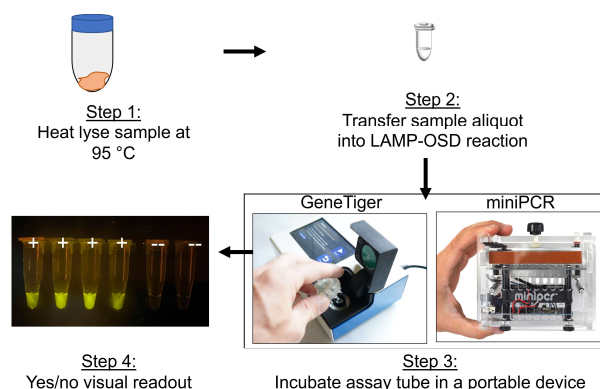 Step 1:
Heat lyse sample at
95 °C
Step 2:
Transfer sample aliquot
into LAMP-OSD reaction
GeneTiger
miniPCR
minipcr
+ + + + -- --
Step 4:
Yes/no visual readout
Step 3:
Incubate assay tube in a portable device